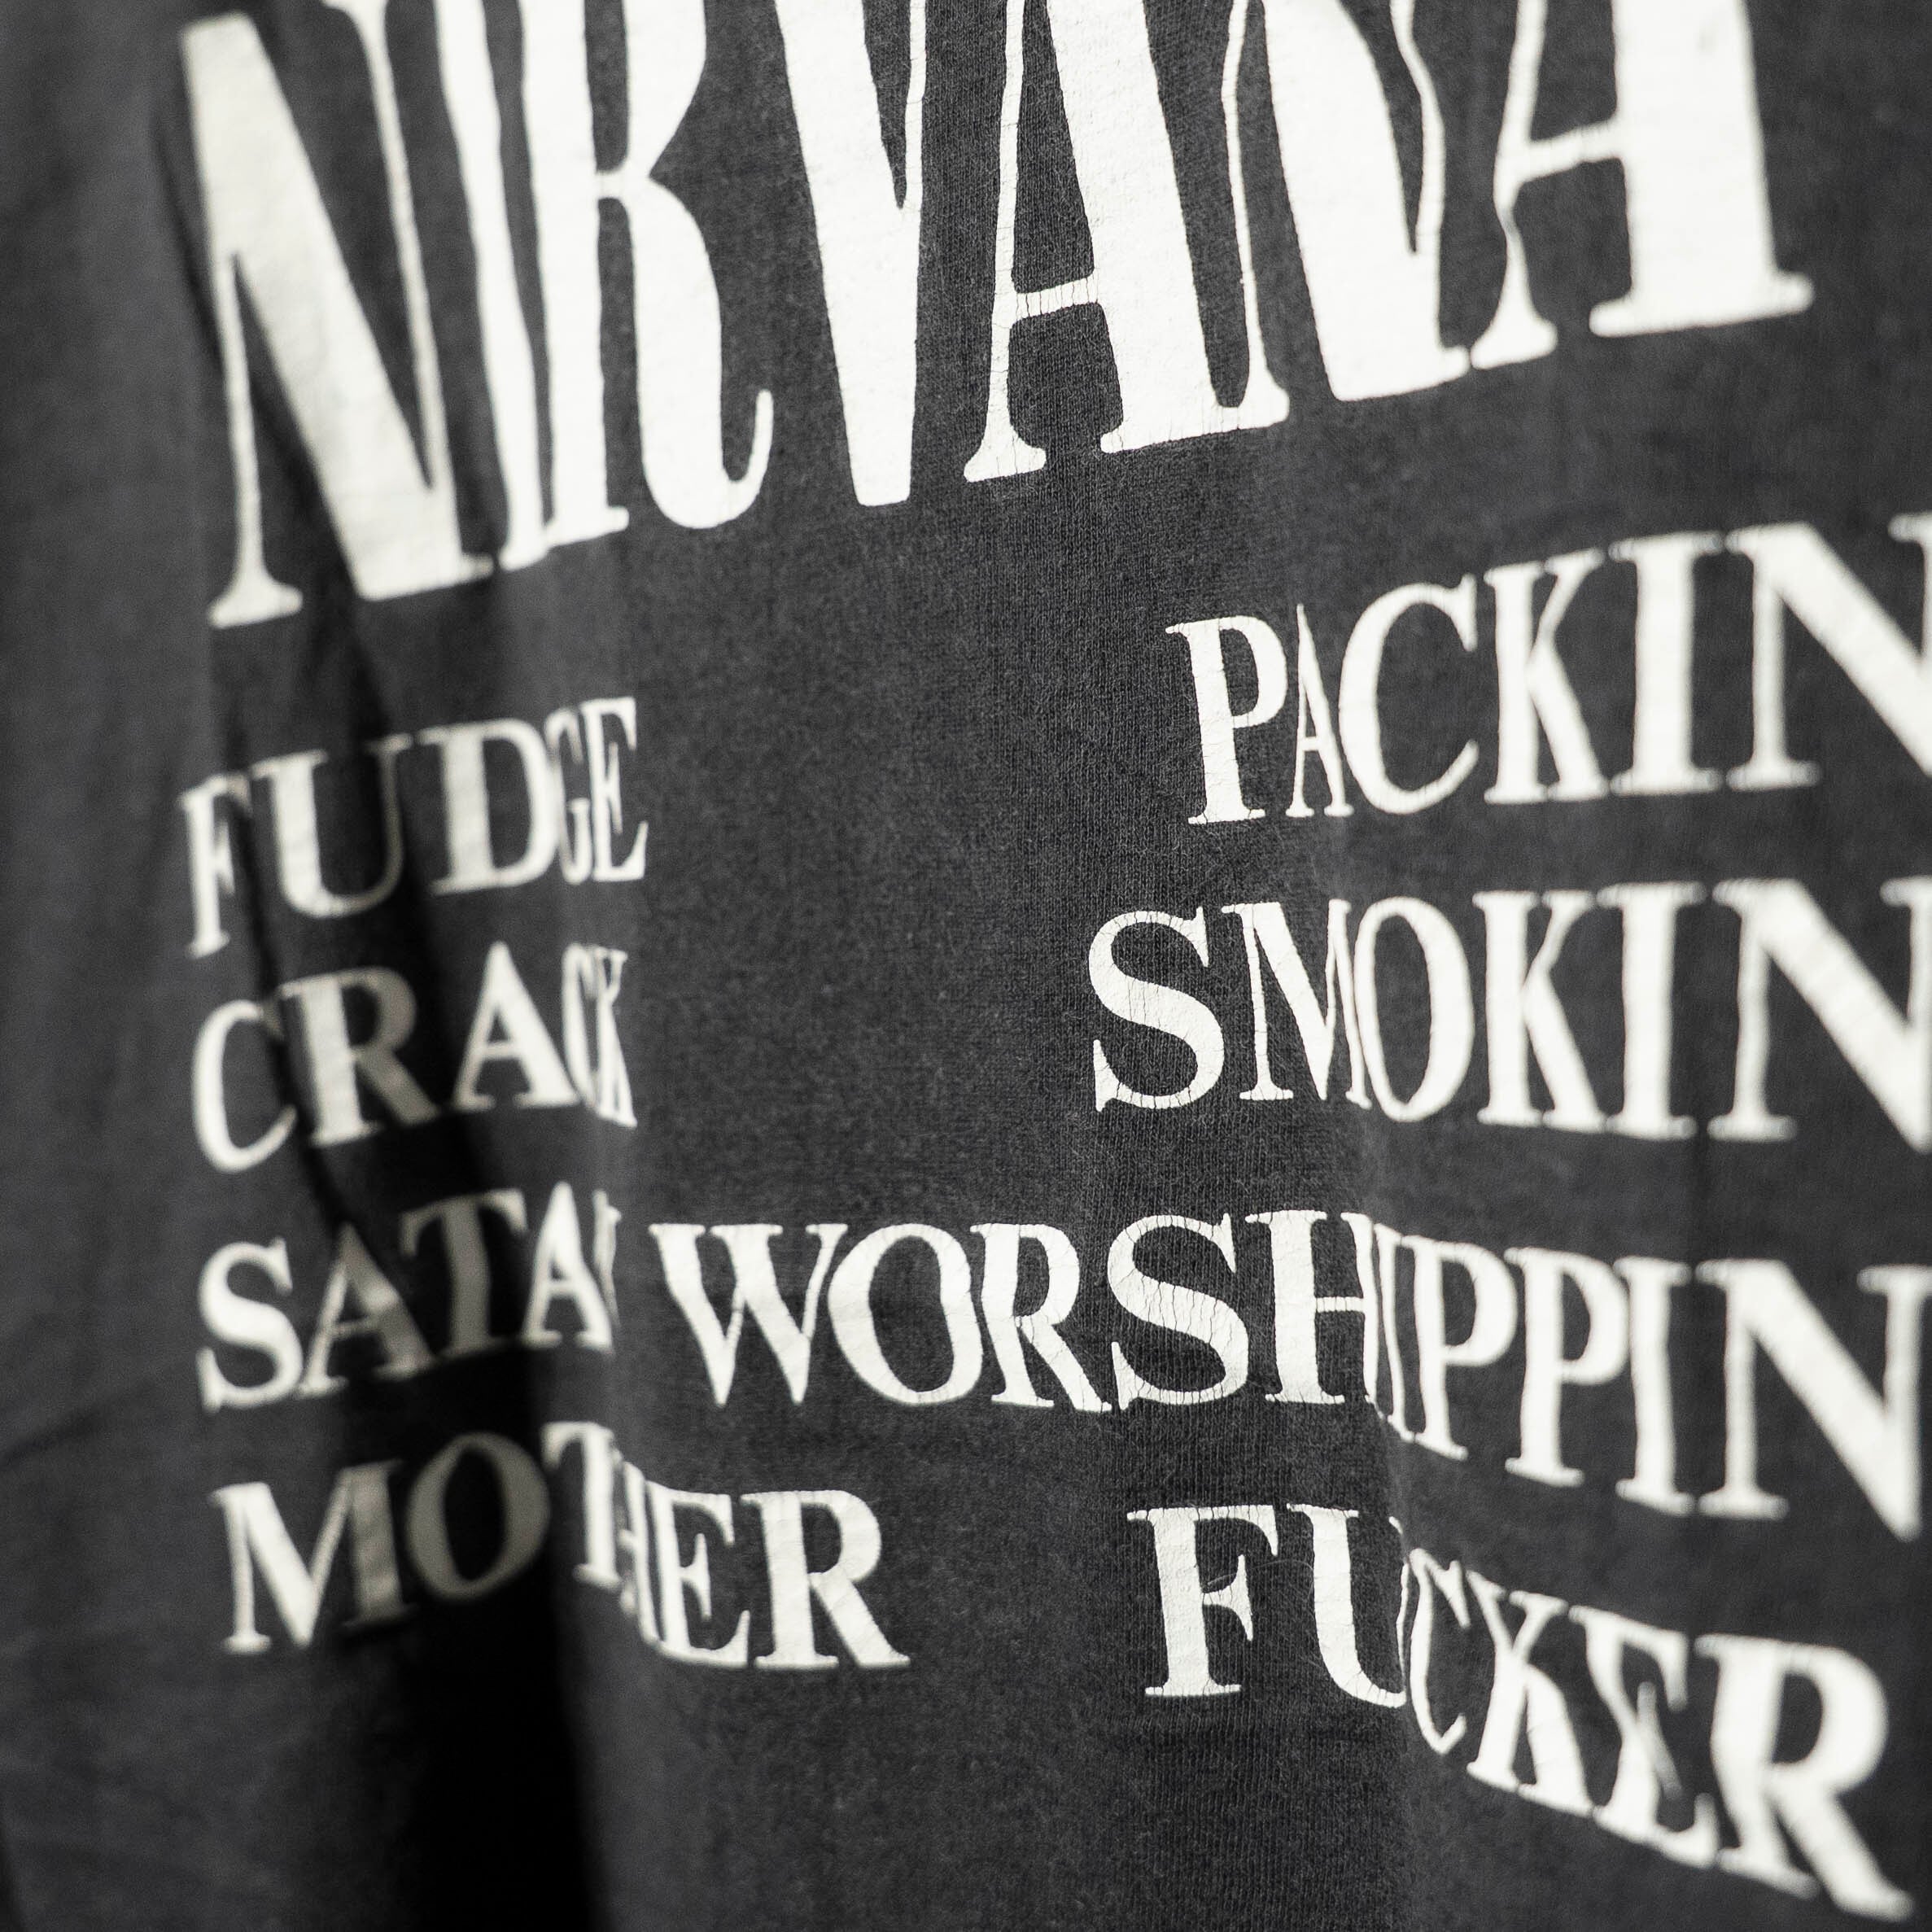 NIRVANA
FUDGE PACKIN
CRACK SMOKIN
SATAN WORSHIPPIN
MOTHER FUCKER